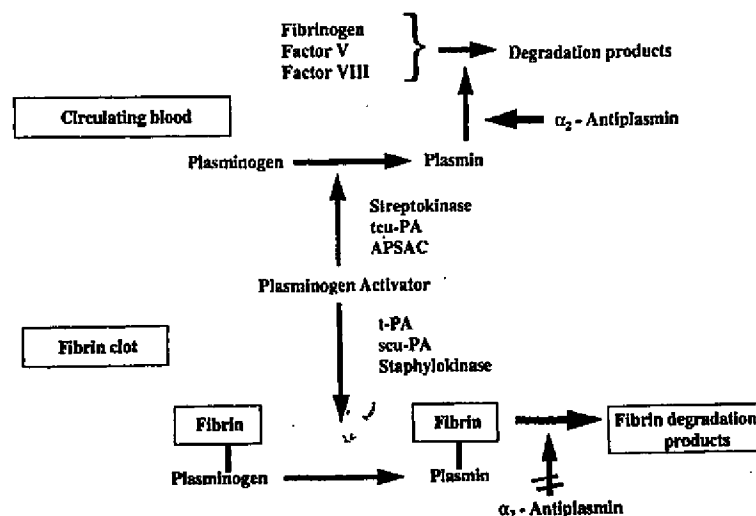 Fibrinogen
Factor V
Factor VIII
Degradation products
Circulating blood
α₂ - Antiplasmin
Plasminogen
Plasmin
Streptokinase
tcu-PA
APSAC
Plasminogen Activator
t-PA
Fibrin clot
scu-PA
Staphylokinase
Fibrin
Fibrin
Fibrin degradation
products
Plasminogen
Plasmin
α₂ - Antiplasmin